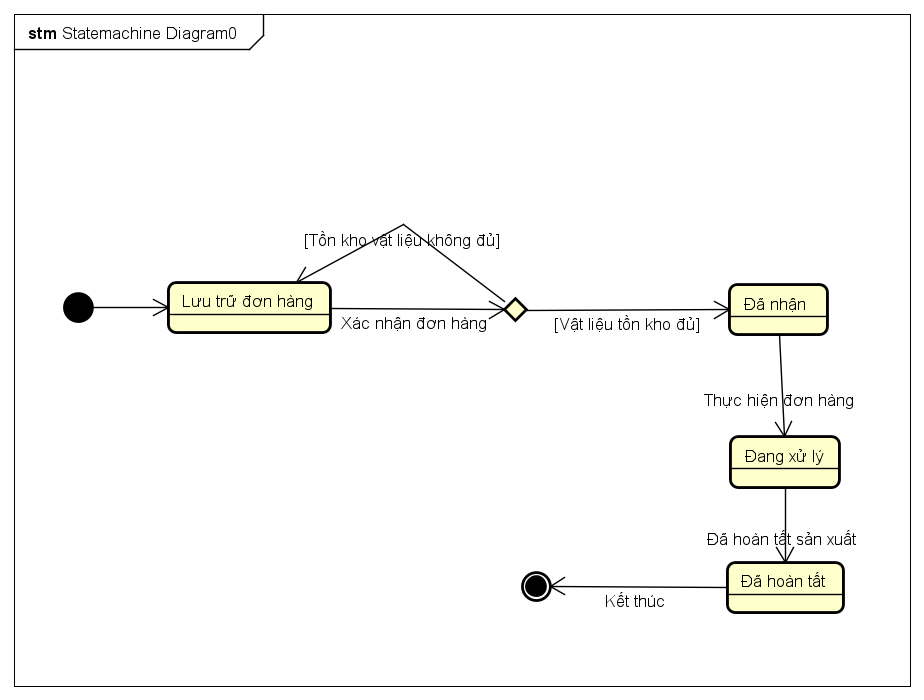 stm Statemachine Diagram0
[Tồn kho vật liệu không đủ]
Lưu trữ đơn hàng
Xác nhận đơn hàng
[Vật liệu tồn kho đủ]
Đã nhận
Thực hiện đơn hàng
Đang xử lý
Đã hoàn tất sản xuất
Đã hoàn tất
Kết thúc